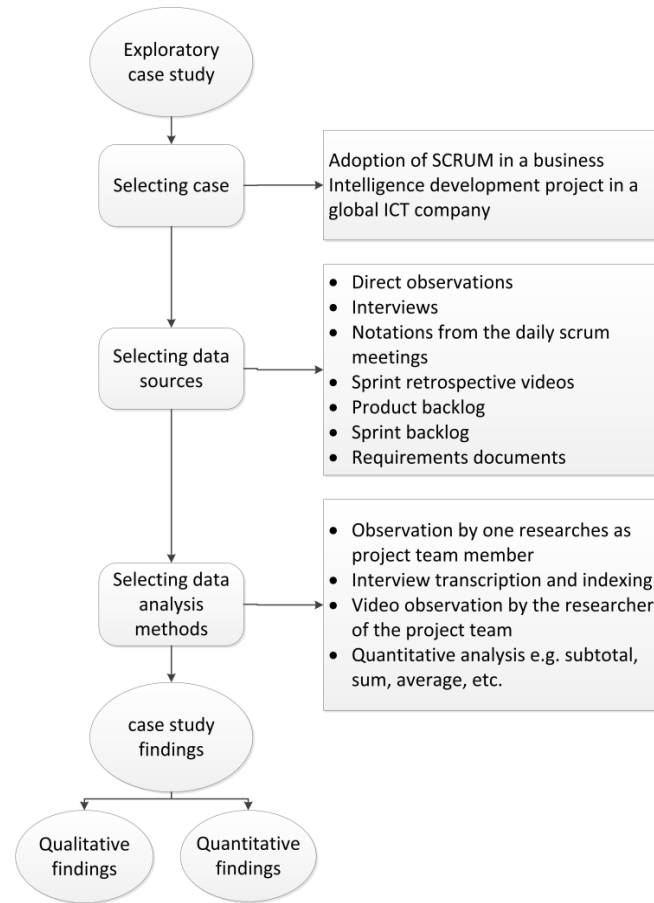 Exploratory
case study
Selecting case
Adoption of SCRUM in a business
Intelligence development project in a
global ICT company
Selecting data
sources
• Direct observations
• Interviews
• Notations from the daily scrum
meetings
• Sprint retrospective videos
• Product backlog
• Sprint backlog
• Requirements documents
Selecting data
analysis
methods
• Observation by one researches as
project team member
• Interview transcription and indexing
• Video observation by the researcher
of the project team
• Quantitative analysis e.g. subtotal,
sum, average, etc.
case study
findings
Qualitative
findings
Quantitative
findings